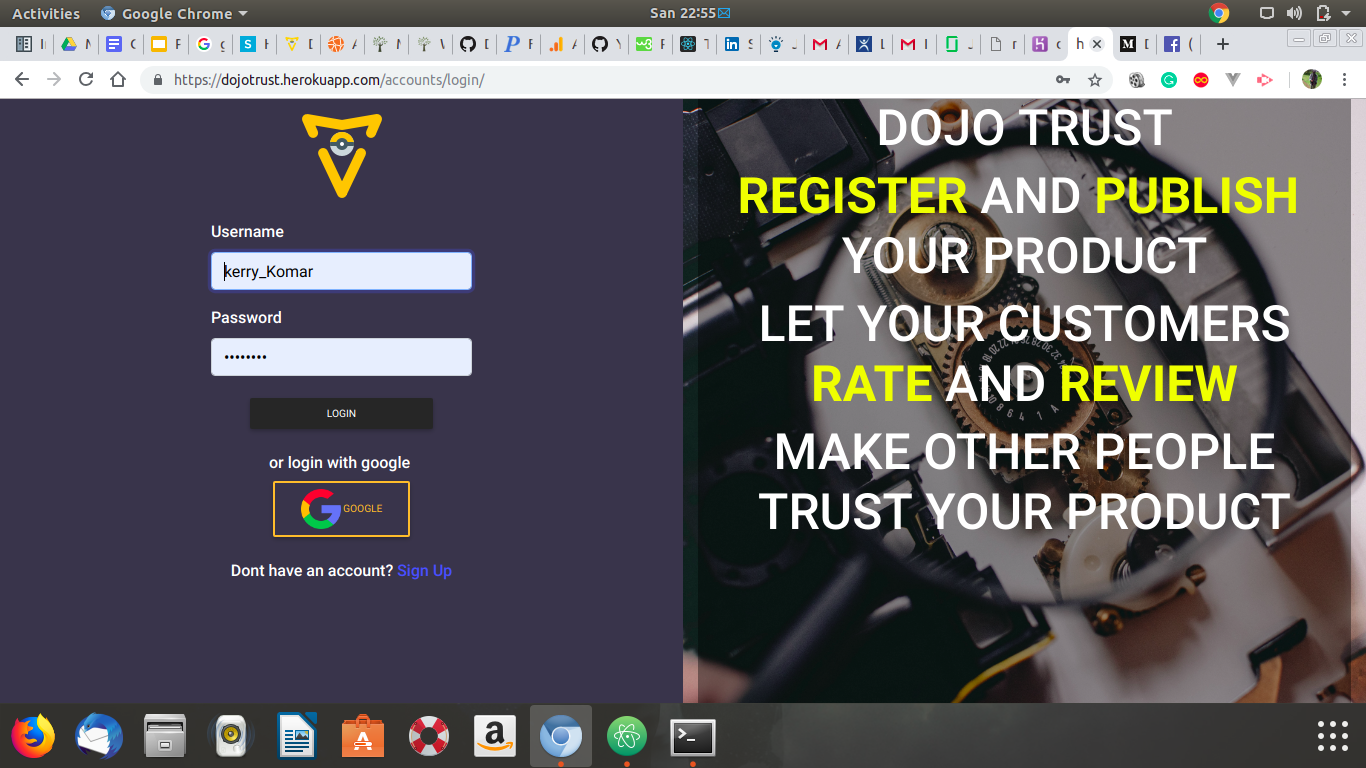 Activities
Google Chrome
San 22:55
https://dojotrust.herokuapp.com/accounts/login/
Username
kerry_Komar
Password
••••••••
LOGIN
or login with google
GOOGLE
Dont have an account? Sign Up
DOJO TRUST
REGISTER AND PUBLISH
YOUR PRODUCT
LET YOUR CUSTOMERS
RATE AND REVIEW
MAKE OTHER PEOPLE
TRUST YOUR PRODUCT